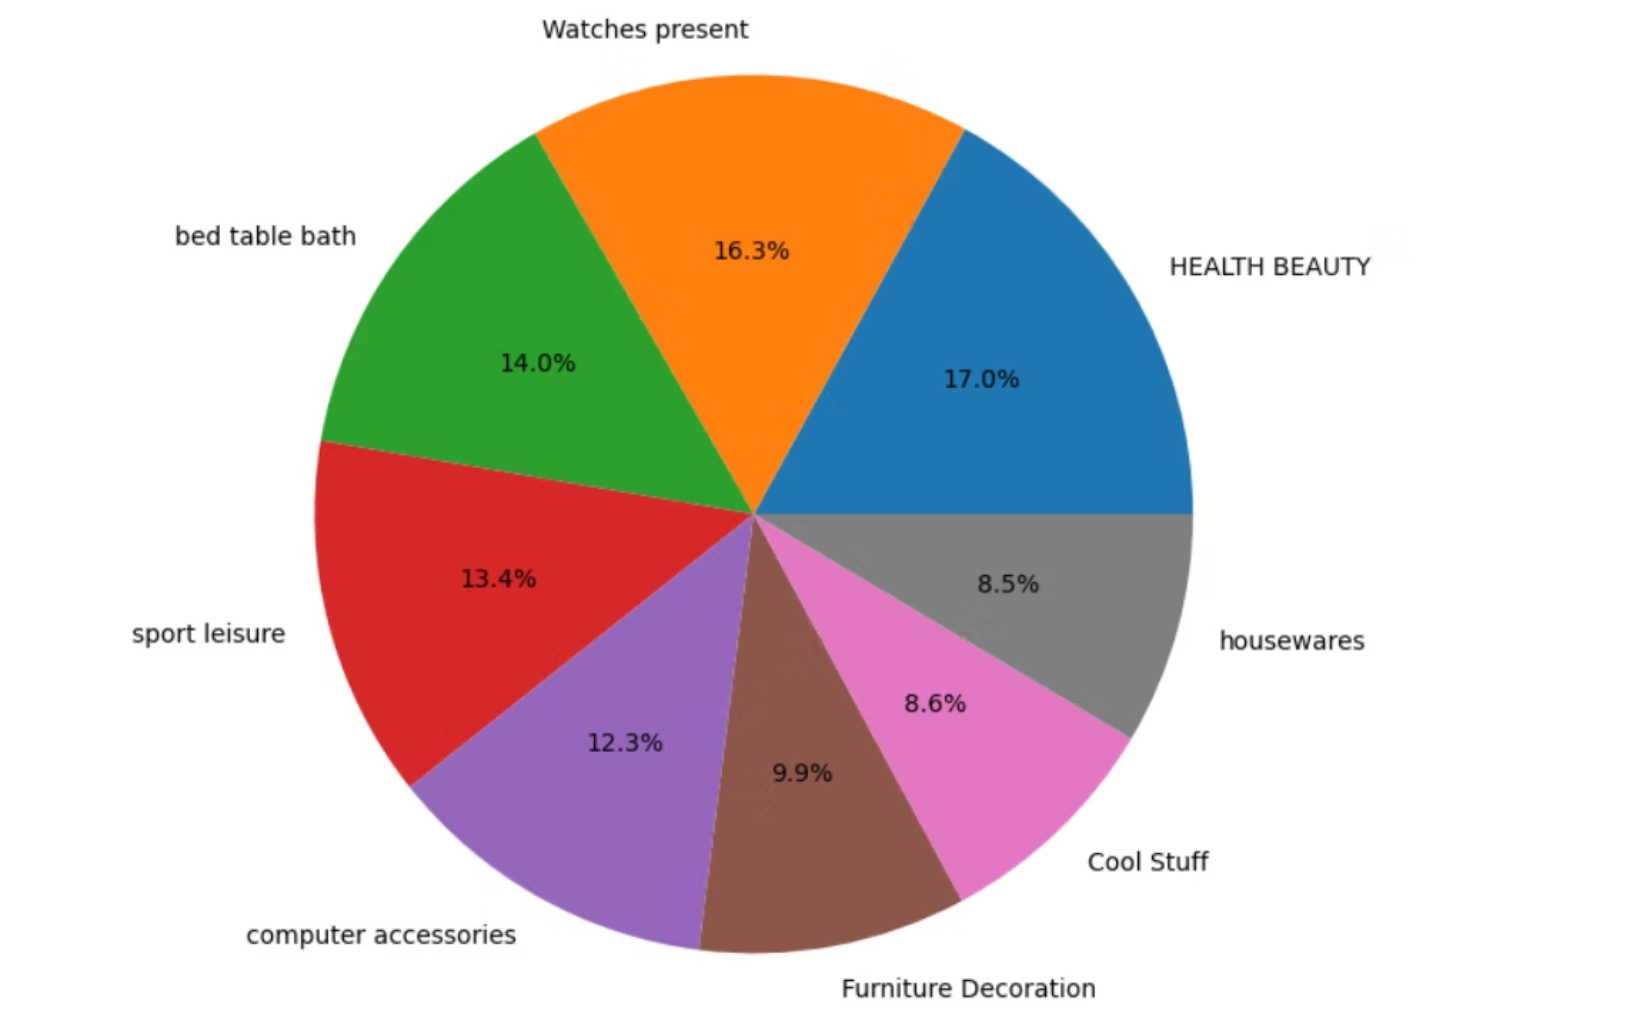 Watches present
bed table bath
HEALTH BEAUTY
16.3%
14.0%
17.0%
13.4%
8.5%
sport leisure
housewares
8.6%
12.3%
9.9%
Cool Stuff
computer accessories
Furniture Decoration